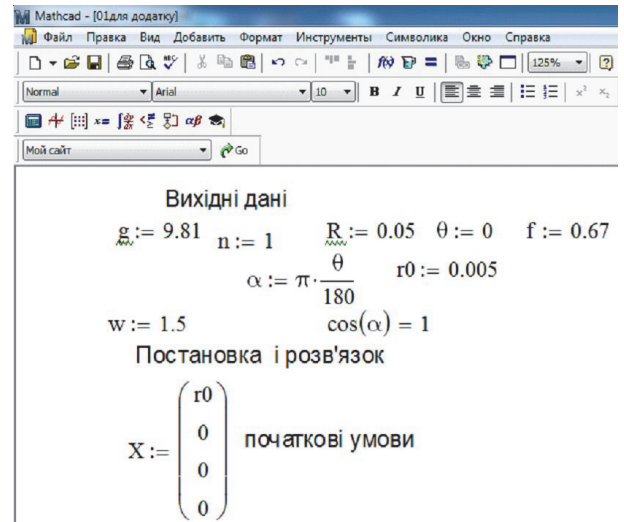 Mathcad - [01для додатку]
Файл Правка Вид Добавить Формат Инструменты Символика Окно Справка
125%
Normal Arial 10 B I U
αβ
Мой сайт Go
Вихідні дані
g := 9.81 n := 1 R := 0.05 θ := 0 f := 0.67
α := π·θ/180 r0 := 0.005
w := 1.5 cos(α) = 1
Постановка і розв'язок
X := (r0 0 0 0) початкові умови